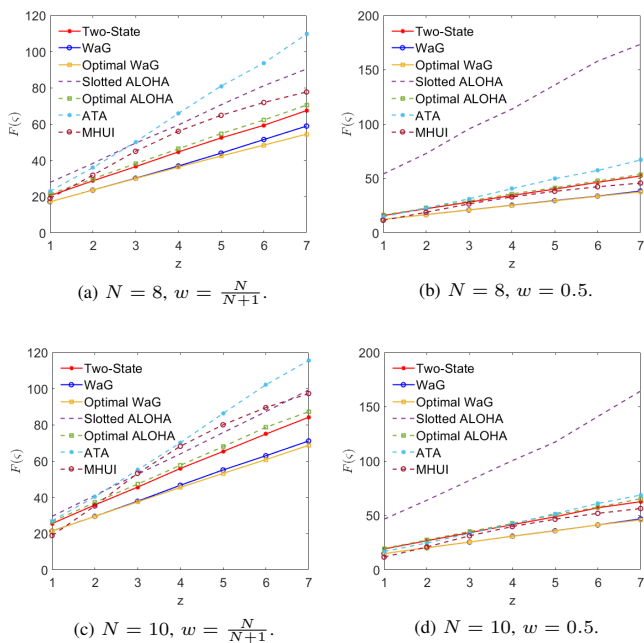 120
100
80
60
40
20
0
F(ς)
Two-State
WaG
Optimal WaG
Slotted ALOHA
Optimal ALOHA
ATA
MHUI
1 2 3 4 5 6 7
z
(a) N = 8, w = N/N+1.
200
150
100
50
0
F(ς)
Two-State
WaG
Optimal WaG
Slotted ALOHA
Optimal ALOHA
ATA
MHUI
1 2 3 4 5 6 7
z
(b) N = 8, w = 0.5.
120
100
80
60
40
20
0
F(ς)
Two-State
WaG
Optimal WaG
Slotted ALOHA
Optimal ALOHA
ATA
MHUI
1 2 3 4 5 6 7
z
(c) N = 10, w = N/N+1.
200
150
100
50
0
F(ς)
Two-State
WaG
Optimal WaG
Slotted ALOHA
Optimal ALOHA
ATA
MHUI
1 2 3 4 5 6 7
z
(d) N = 10, w = 0.5.